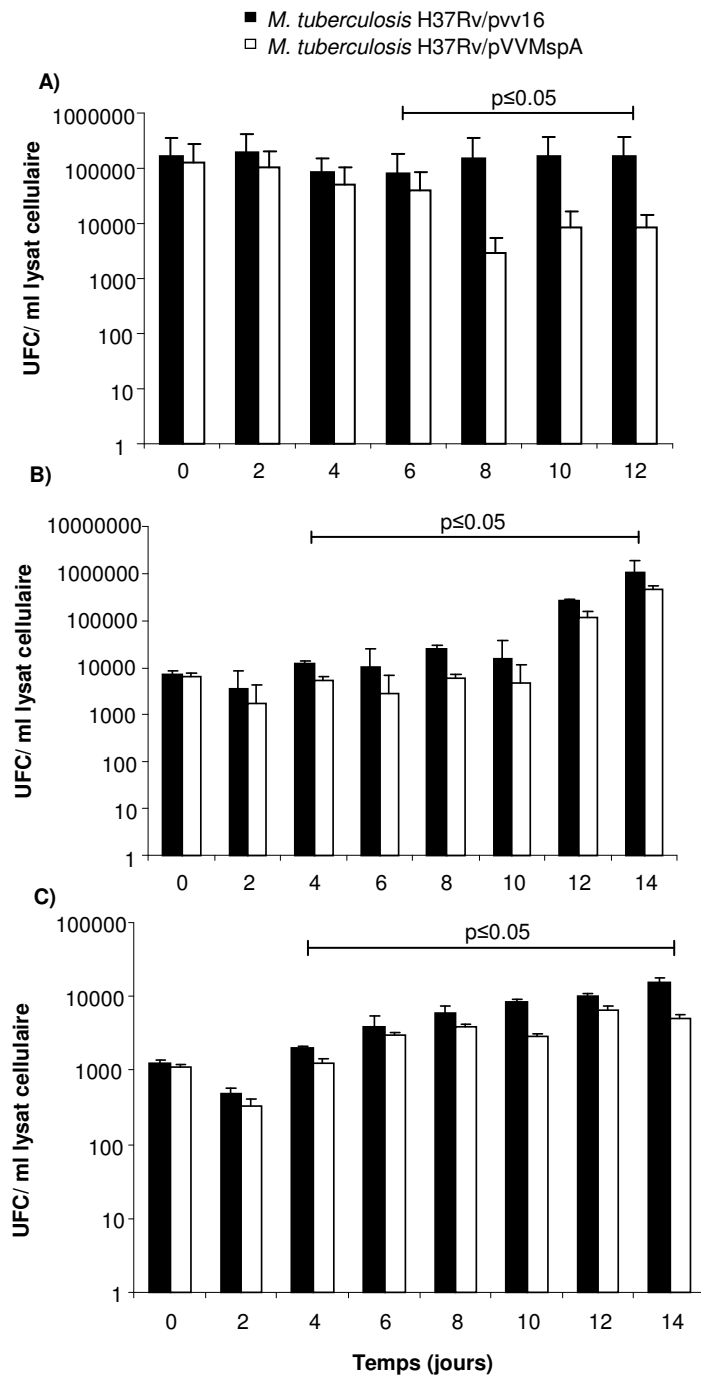 M. tuberculosis H37Rv/pvv16
M. tuberculosis H37Rv/pVVMspA
A)
p≤0.05
1000000
100000
10000
1000
100
10
1
UFC/ ml lysat cellulaire
0 2 4 6 8 10 12
B)
p≤0.05
10000000
1000000
100000
10000
1000
100
10
1
UFC/ ml lysat cellulaire
0 2 4 6 8 10 12 14
C)
p≤0.05
100000
10000
1000
100
10
1
UFC/ ml lysat cellulaire
0 2 4 6 8 10 12 14
Temps (jours)